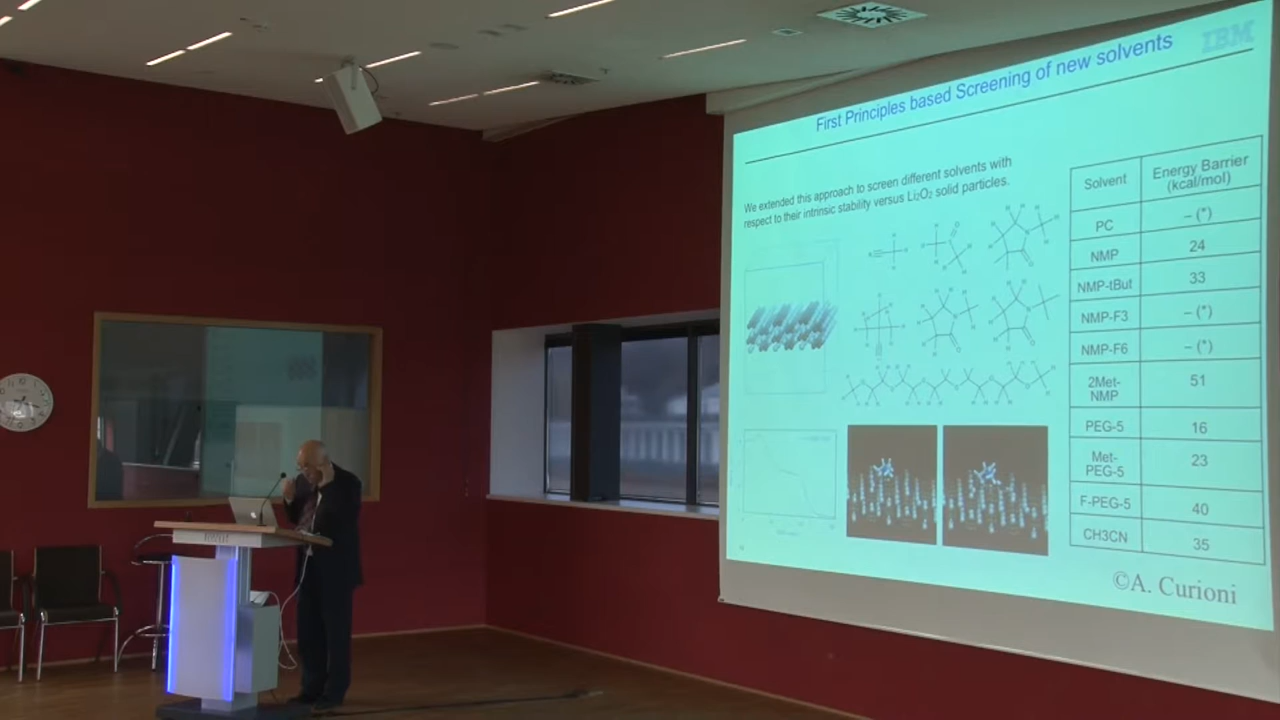 IBM
First Principles based Screening of new solvents
We extended this approach to screen different solvents with
respect to their intrinsic stability versus Li₂O₂ solid particles.
Solvent Energy Barrier
(kcal/mol)
PC – (*)
NMP 24
NMP-tBut 33
NMP-F3 – (*)
NMP-F6 – (*)
2Met-
NMP 51
PEG-5 16
Met-
PEG-5 23
F-PEG-5 40
CH3CN 35
©A. Curioni